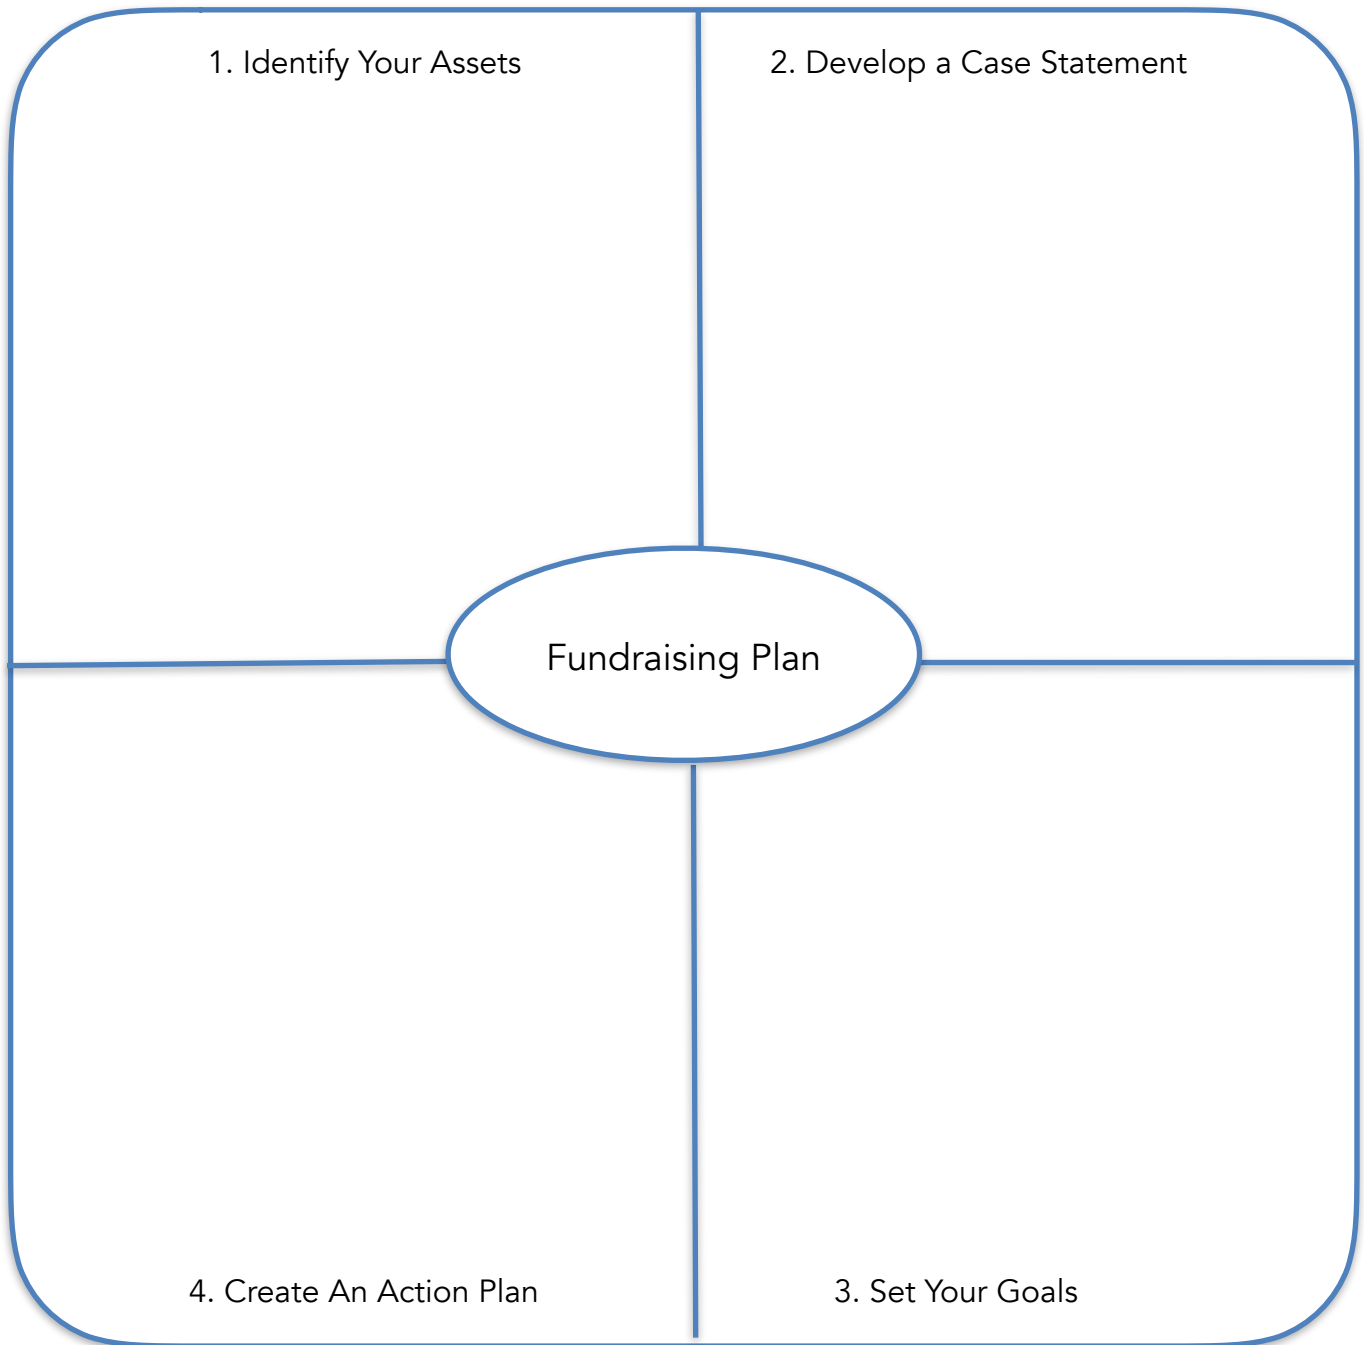 1. Identify Your Assets
2. Develop a Case Statement
Fundraising Plan
4. Create An Action Plan
3. Set Your Goals